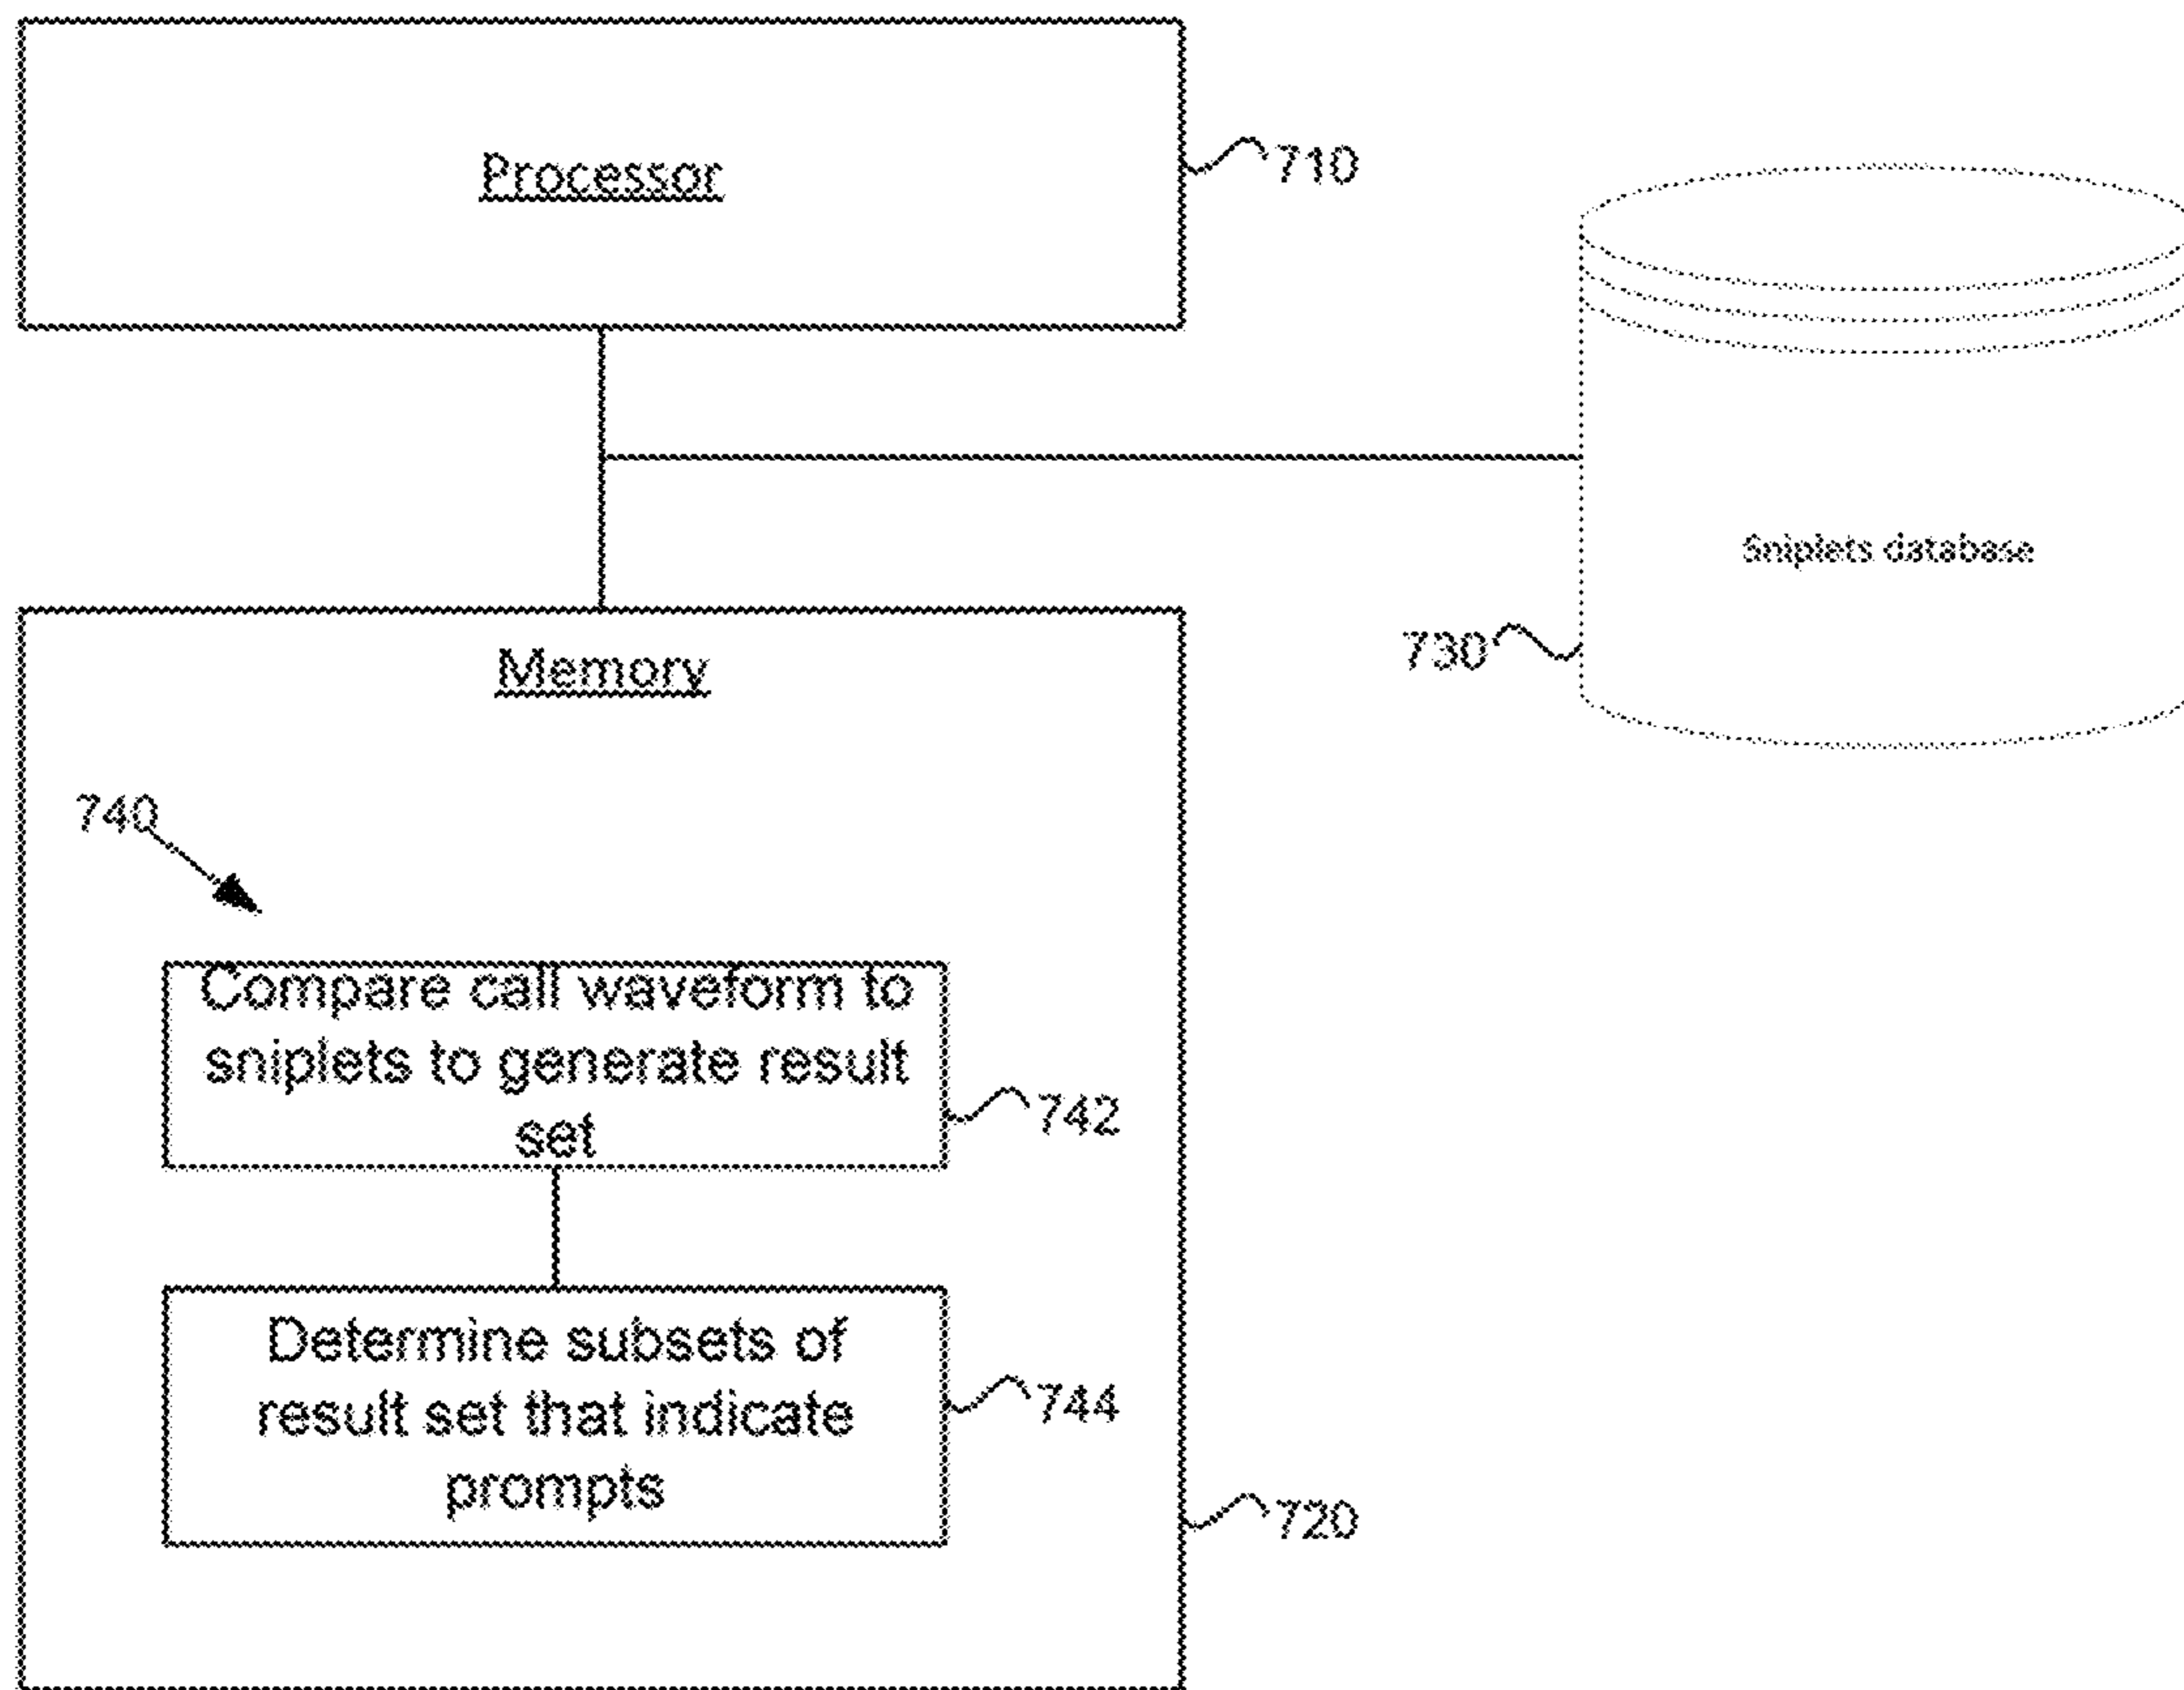 Processor
710
Sniplets database
730
Memory
740
Compare call waveform to
sniplets to generate result
set
742
Determine subsets of
result set that indicate
prompts
744
720